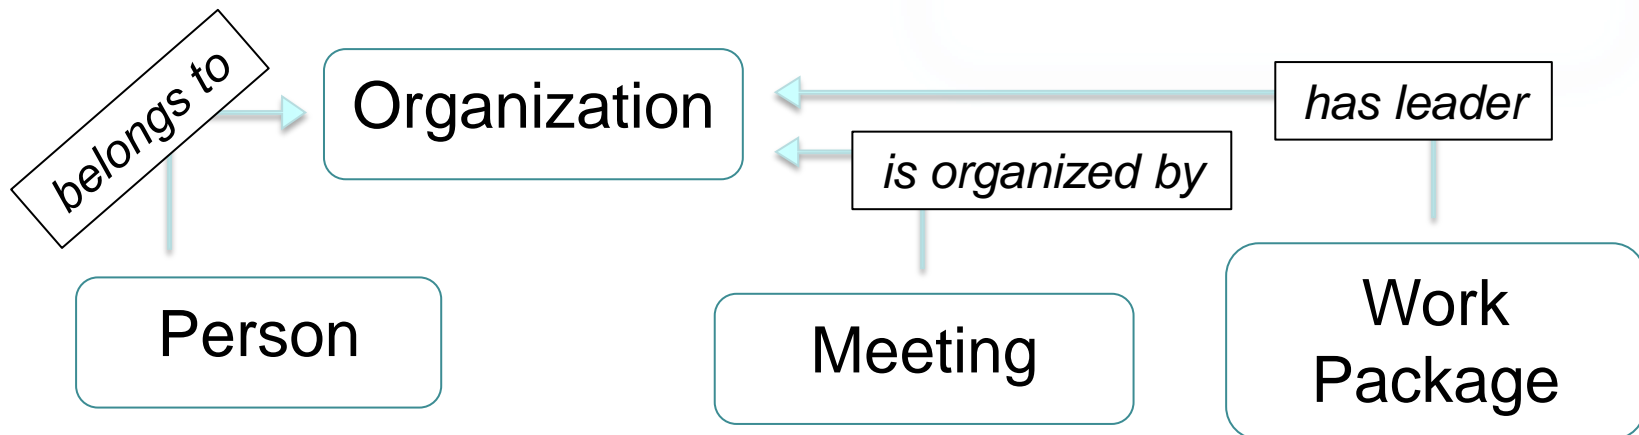 belongs to
Organization
has leader
is organized by
Person
Meeting
Work
Package